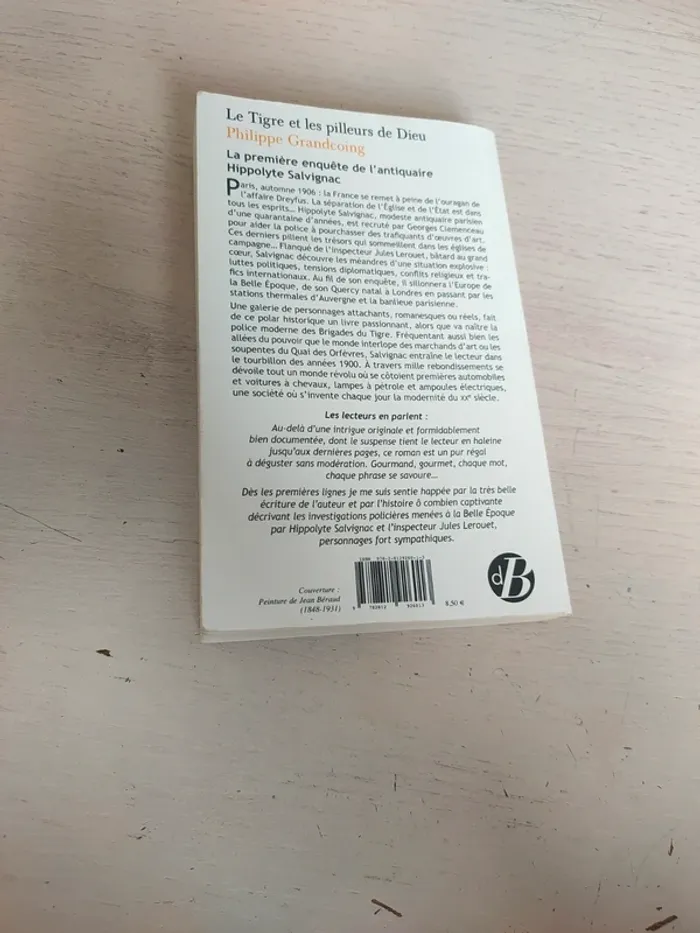 Le Tigre et les pilleurs de Dieu
Philippe Grandcoing
La première enquête de l'antiquaire
Hippolyte Salvignac
Paris, automne 1906 : la France se remet à peine de l'ouragan de
l'affaire Dreyfus. La séparation de l'Église et de l'État est dans
tous les esprits... Hippolyte Salvignac, modeste antiquaire parisien
d'une quarantaine d'années, est recruté par Georges Clemenceau
pour aider la police à pourchasser des trafiquants d'œuvres d'art.
Ces derniers pillent les trésors qui sommeillent dans les églises de
campagne... Flanqué de l'inspecteur Jules Lerouet, bâtard au grand
cœur, Salvignac découvre les méandres d'une situation explosive :
luttes politiques, tensions diplomatiques, conflits religieux et tra-
fics internationaux. Au fil de son enquête, il sillonnera l'Europe de
la Belle Époque, de son Quercy natal à Londres en passant par les
stations thermales d'Auvergne et la banlieue parisienne.
Une galerie de personnages attachants, romanesques ou réels, fait
de ce polar historique un livre passionnant, alors que va naître la
police moderne des Brigades du Tigre. Fréquentant aussi bien les
allées du pouvoir que le monde interlope des marchands d'art ou les
soupentes du Quai des Orfèvres, Salvignac entraîne le lecteur dans
le tourbillon des années 1900. À travers mille rebondissements se
dévoile tout un monde révolu où se côtoient premières automobiles
et voitures à chevaux, lampes à pétrole et ampoules électriques,
une société où s'invente chaque jour la modernité du XXe siècle.
Les lecteurs en parlent :
Au-delà d'une intrigue originale et formidablement
bien documentée, dont le suspense tient le lecteur en haleine
jusqu'aux dernières pages, ce roman est un pur régal
à déguster sans modération. Gourmand, gourmet, chaque mot,
chaque phrase se savoure...
Dès les premières lignes je me suis sentie happée par la très belle
écriture de l'auteur et par l'histoire ô combien captivante
décrivant les investigations policières menées à la Belle Époque
par Hippolyte Salvignac et l'inspecteur Jules Lerouet,
personnages fort sympathiques.
Couverture :
Peinture de Jean Béraud
(1848-1931)
ISBN
8,50 €
dB